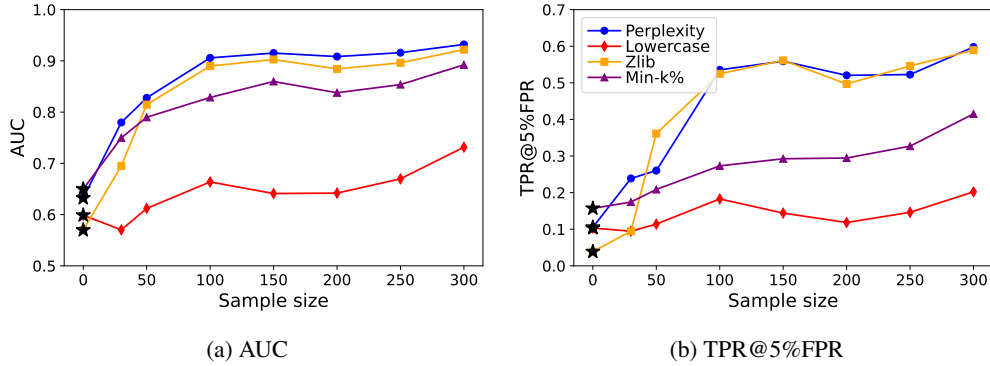 1.0
0.9
0.8
0.7
0.6
0.5
AUC
0
50
100
150
200
250
300
Sample size
(a) AUC
0.7
0.6
0.5
0.4
0.3
0.2
0.1
0.0
TPR@5%FPR
Perplexity
Lowercase
Zlib
Min-k%
0
50
100
150
200
250
300
Sample size
(b) TPR@5%FPR